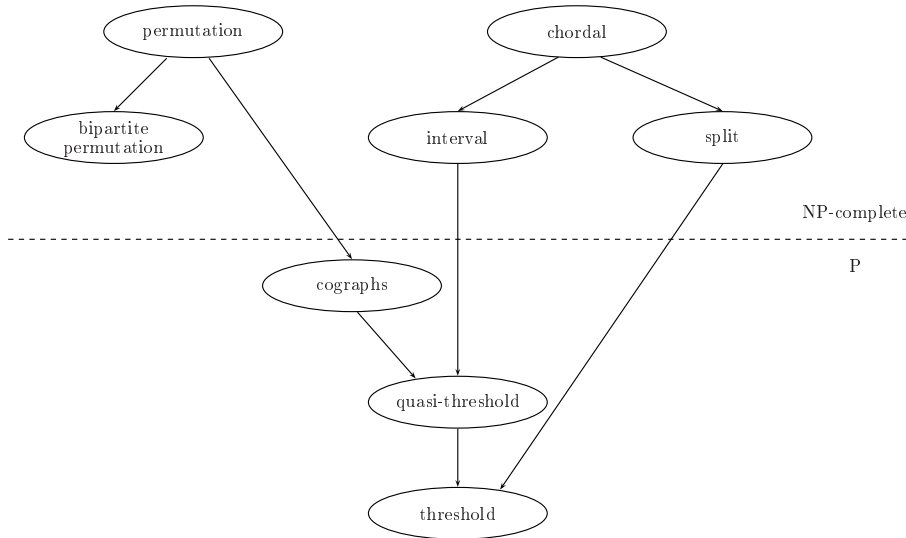 permutation
chordal
bipartite
permutation
interval
split
NP-complete
P
cographs
quasi-threshold
threshold